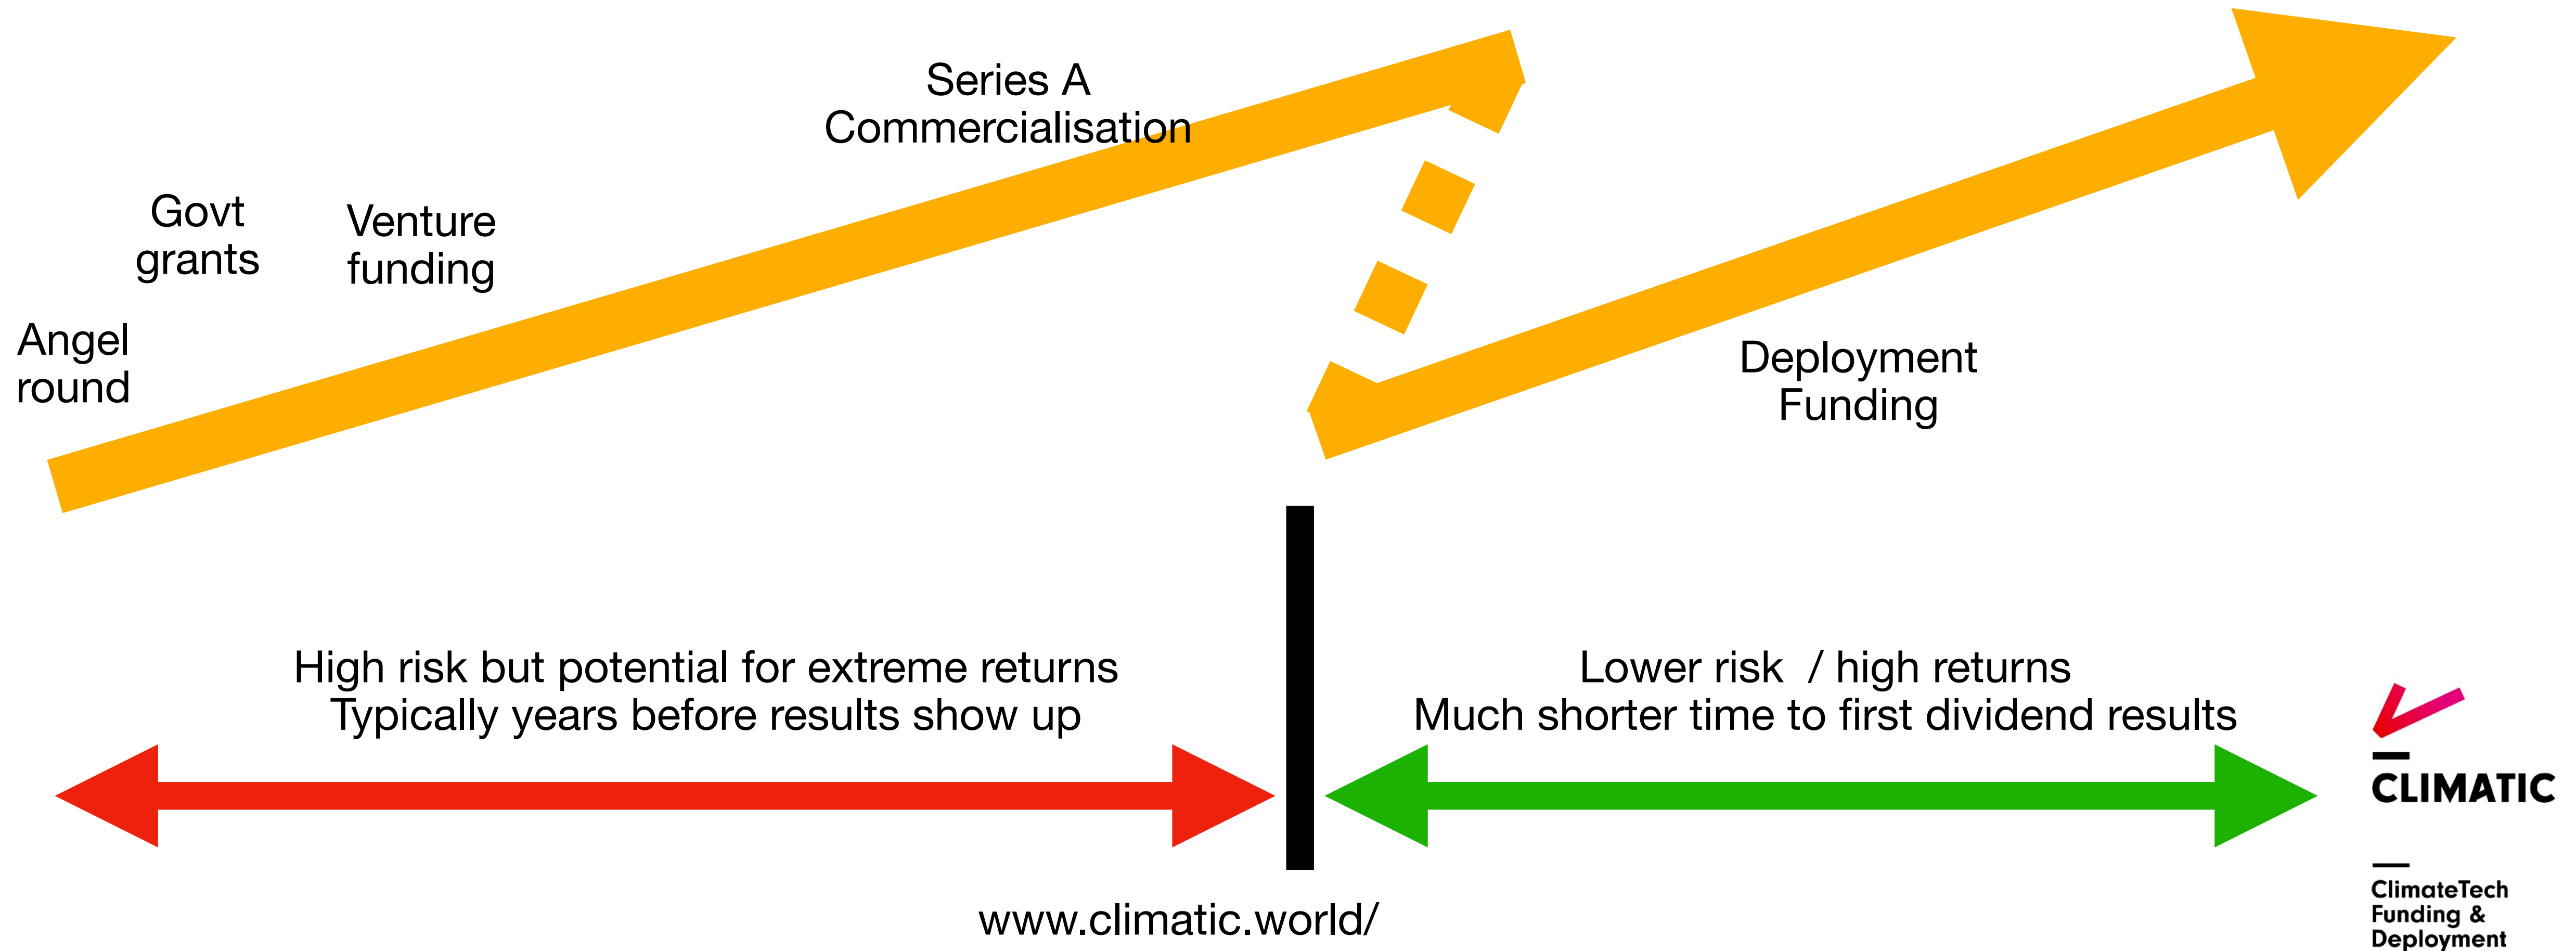 Series A
Commercialisation
Govt
grants
Venture
funding
Angel
round
Deployment
Funding
High risk but potential for extreme returns
Typically years before results show up
Lower risk  / high returns
Much shorter time to first dividend results
CLIMATIC
ClimateTech
Funding &
Deployment
www.climatic.world/